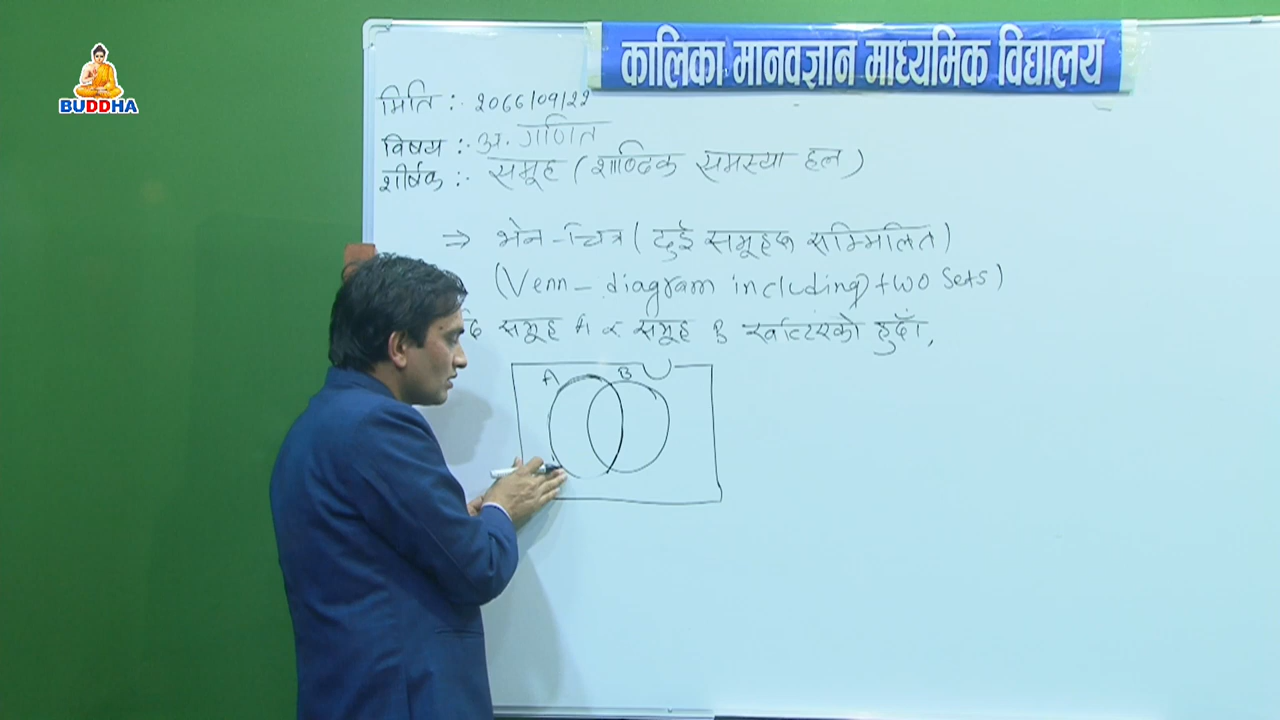 BUDDHA
कालिका मानवज्ञान माध्यमिक विद्यालय
मिति :- २०७७/०१/२२
विषय :- अ. गणित
शीर्षक :- समूह (शाब्दिक समस्या हल)
⇒ भेन-चित्र (दुई समूहहरू सम्मिलित)
(Venn-diagram including two sets)
समूह A र समूह B खप्टिएको हुदाँ,
A B U